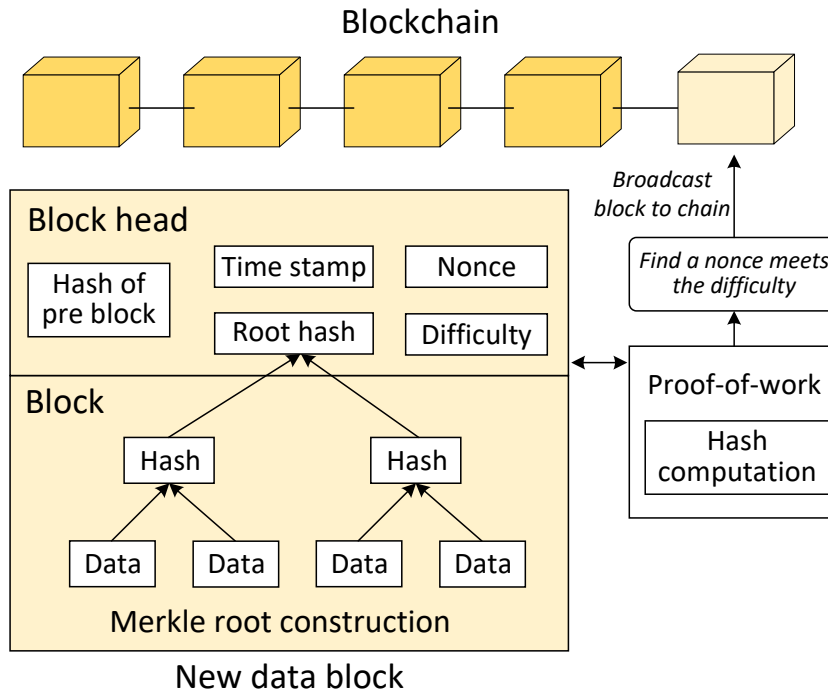 Blockchain
Broadcast
block to chain
Block head
Hash of
pre block
Time stamp
Nonce
Root hash
Difficulty
Find a nonce meets
the difficulty
Proof-of-work
Hash
computation
Block
Hash
Hash
Data
Data
Data
Data
Merkle root construction
New data block